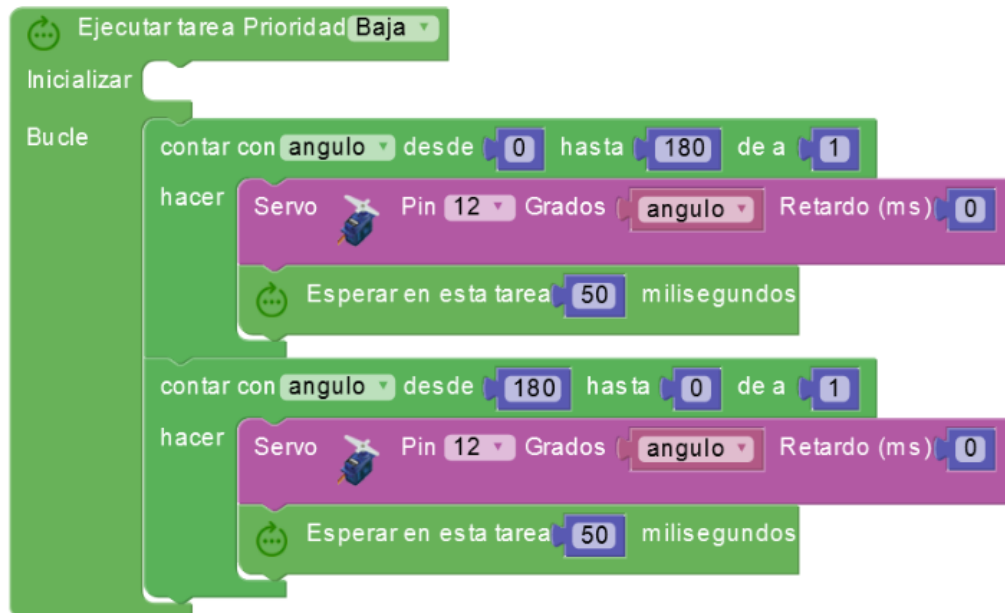 Ejecutar tarea Prioridad Baja
Inicializar
Bucle
contar con angulo desde 0 hasta 180 de a 1
hacer
Servo Pin 12 Grados angulo Retardo (ms) 0
Esperar en esta tarea 50 milisegundos
contar con angulo desde 180 hasta 0 de a 1
hacer
Servo Pin 12 Grados angulo Retardo (ms) 0
Esperar en esta tarea 50 milisegundos